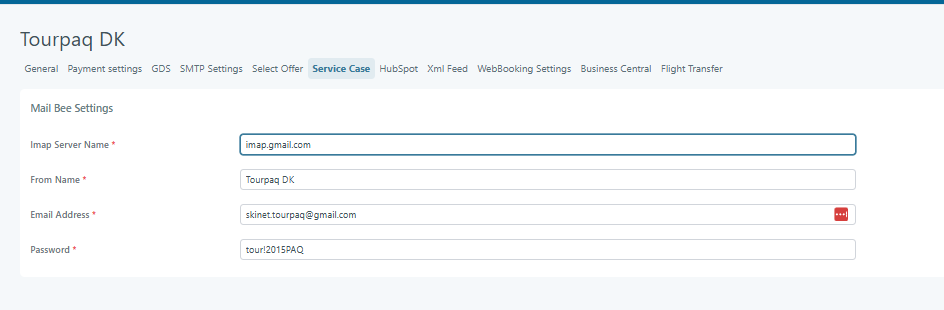 Tourpaq DK
General Payment settings GDS SMTP Settings Select Offer Service Case HubSpot Xml Feed WebBooking Settings Business Central Flight Transfer
Mail Bee Settings
Imap Server Name * imap.gmail.com
From Name * Tourpaq DK
Email Address * skinet.tourpaq@gmail.com
Password * tour!2015PAQ